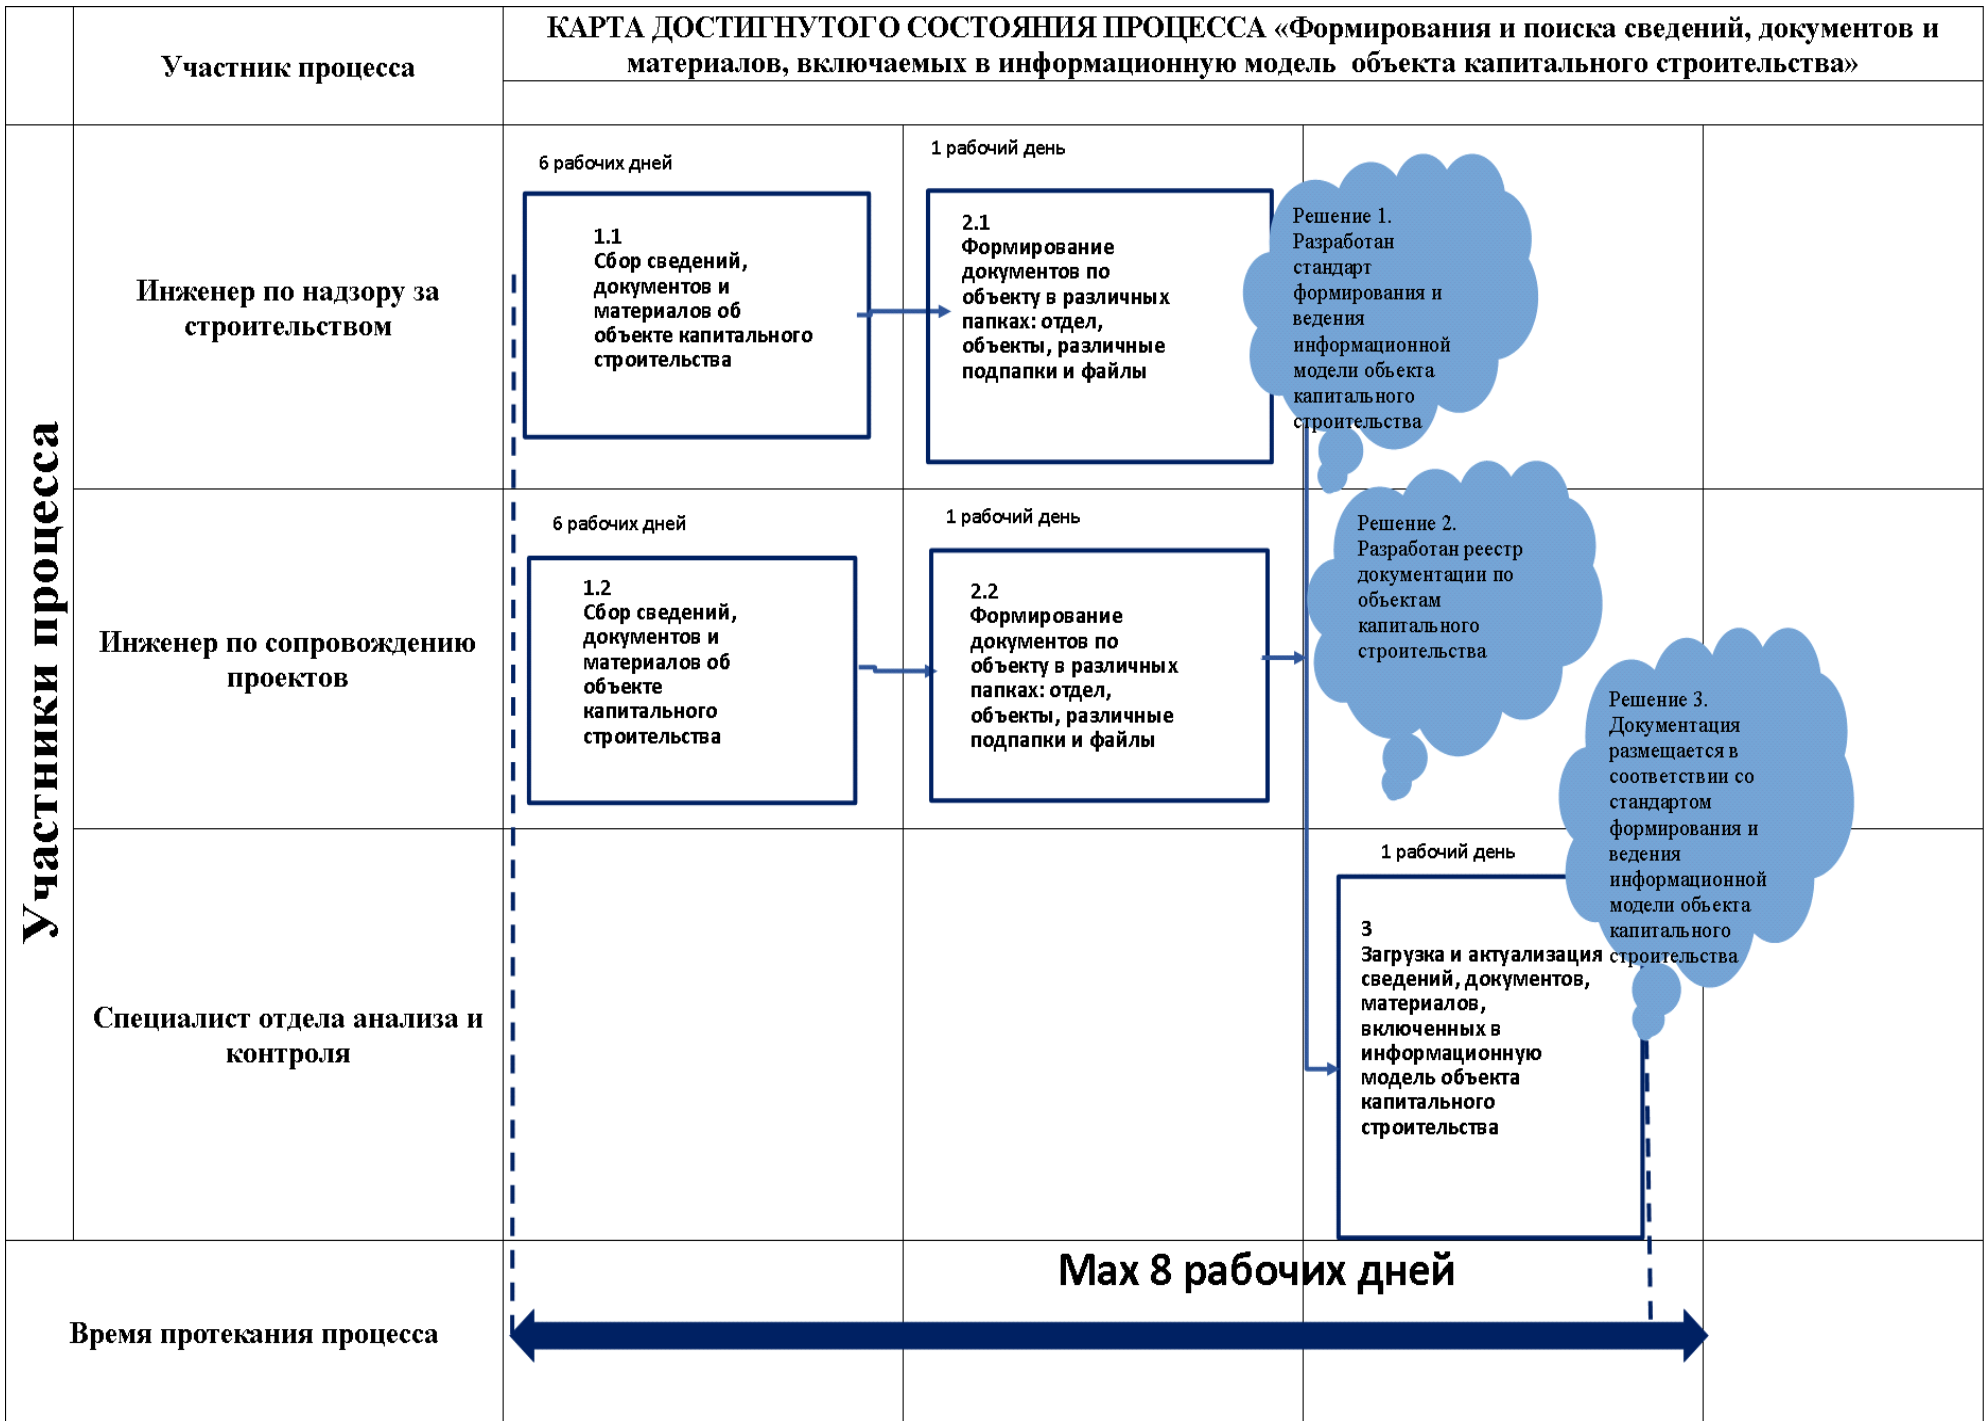 Участник процесса
КАРТА ДОСТИГНУТОГО СОСТОЯНИЯ ПРОЦЕССА «Формирования и поиска сведений, документов и
материалов, включаемых в информационную модель объекта капитального строительства»
Участники процесса
Инженер по надзору за
строительством
6 рабочих дней
1.1
Сбор сведений,
документов и
материалов об
объекте капитального
строительства
1 рабочий день
2.1
Формирование
документов по
объекту в различных
папках: отдел,
объекты, различные
подпапки и файлы
Решение 1.
Разработан
стандарт
формирования и
ведения
информационной
модели объекта
капитального
строительства
Инженер по сопровождению
проектов
6 рабочих дней
1.2
Сбор сведений,
документов и
материалов об
объекте
капитального
строительства
1 рабочий день
2.2
Формирование
документов по
объекту в различных
папках: отдел,
объекты, различные
подпапки и файлы
Решение 2.
Разработан реестр
документации по
объектам
капитального
строительства
Решение 3.
Документация
размещается в
соответствии со
стандартом
формирования и
ведения
информационной
модели объекта
капитального
строительства
Специалист отдела анализа и
контроля
1 рабочий день
3
Загрузка и актуализация
сведений, документов,
материалов,
включенных в
информационную
модель объекта
капитального
строительства
Время протекания процесса
Max 8 рабочих дней